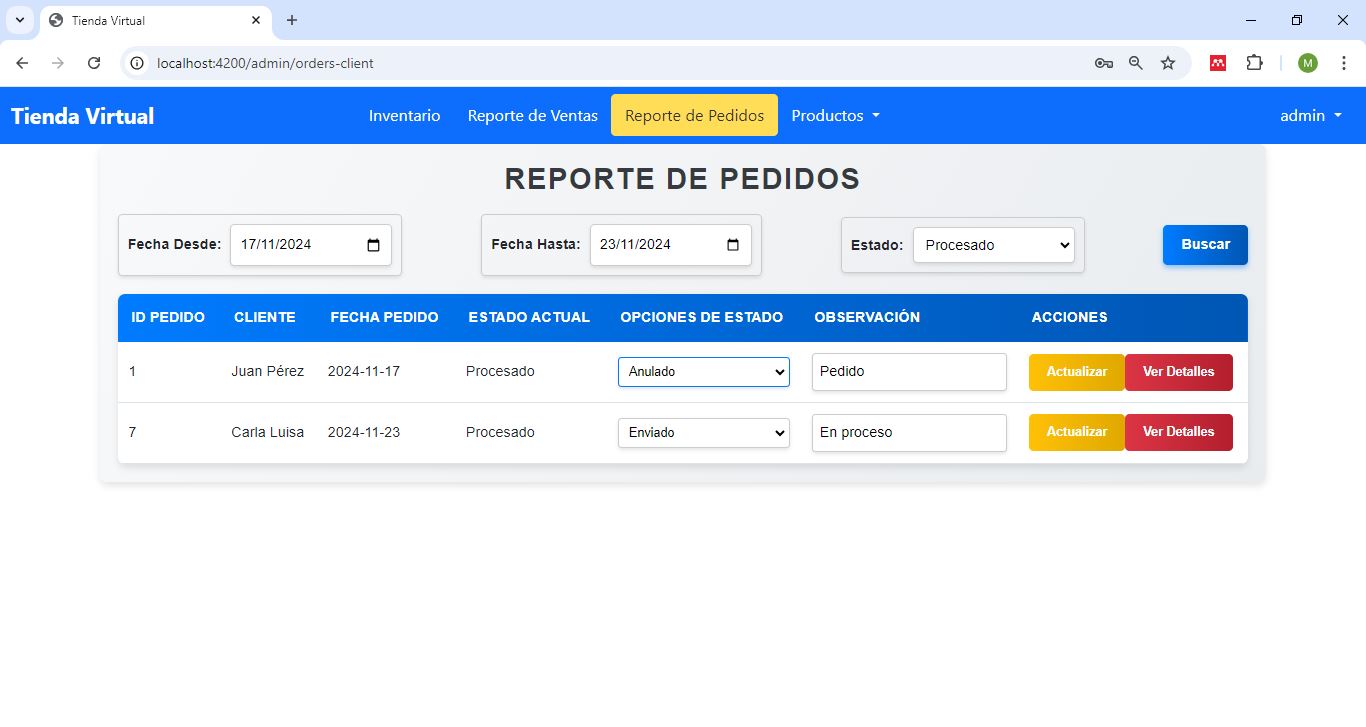 Tienda Virtual
localhost:4200/admin/orders-client
M
Tienda Virtual
Inventario Reporte de Ventas Reporte de Pedidos Productos admin
REPORTE DE PEDIDOS
Fecha Desde: 17/11/2024 Fecha Hasta: 23/11/2024 Estado: Procesado Buscar
ID PEDIDO CLIENTE FECHA PEDIDO ESTADO ACTUAL OPCIONES DE ESTADO OBSERVACIÓN ACCIONES
1 Juan Pérez 2024-11-17 Procesado Anulado Pedido Actualizar Ver Detalles
7 Carla Luisa 2024-11-23 Procesado Enviado En proceso Actualizar Ver Detalles